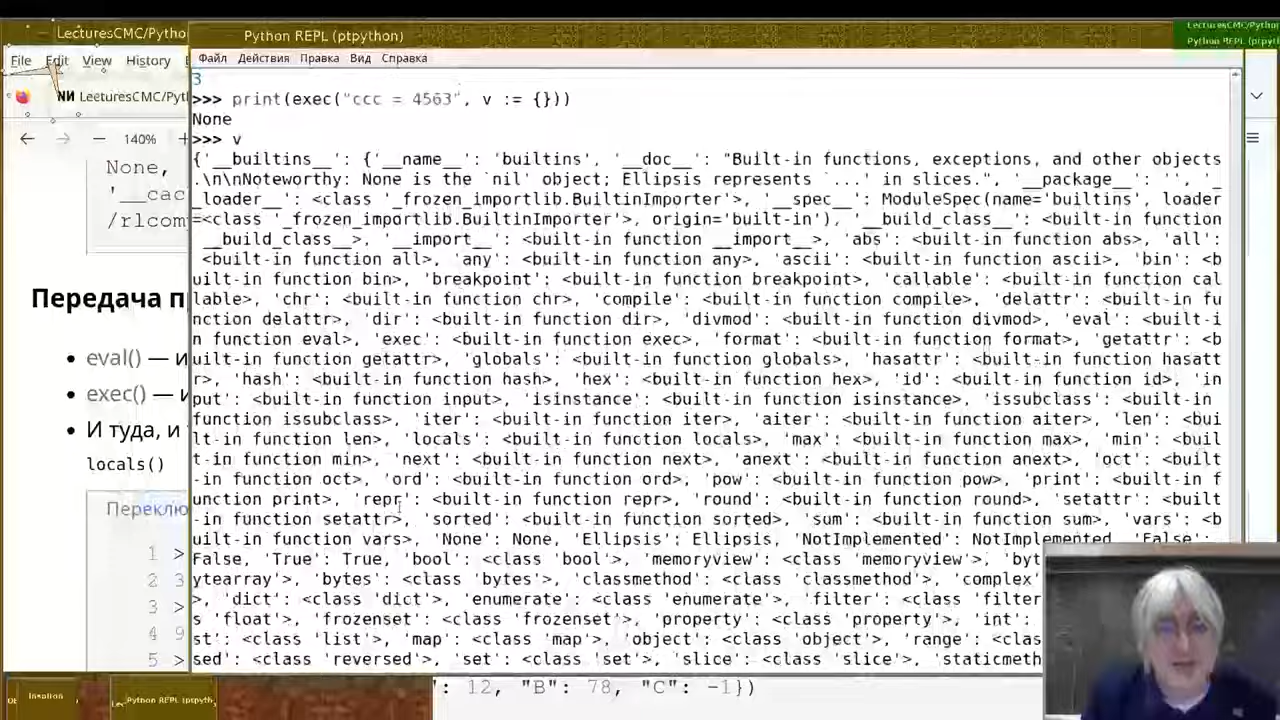 LecturesCMC/Pytho
Python REPL (ptpython)
LecturesCMC/Pytho
Python REPL (ptpyt
File Edit View History
Файл Действия Правка Вид Справка
3
>>> print(exec("ccc = 4563", v := {}))
LecturesCMC/Pyt
None
140%
>>> v
None,
{'__builtins__': {'__name__': 'builtins', '__doc__': "Built-in functions, exceptions, and other objects
.\n\nNoteworthy: None is the `nil' object; Ellipsis represents `...' in slices.", '__package__': '', '_
'__cac
_loader__': <class '_frozen_importlib.BuiltinImporter'>, '__spec__': ModuleSpec(name='builtins', loader
/rlcom
=<class '_frozen_importlib.BuiltinImporter'>, origin='built-in'), '__build_class__': <built-in function
__build_class__>, '__import__': <built-in function __import__>, 'abs': <built-in function abs>, 'all':
<built-in function all>, 'any': <built-in function any>, 'ascii': <built-in function ascii>, 'bin': <b
uilt-in function bin>, 'breakpoint': <built-in function breakpoint>, 'callable': <built-in function cal
Передача п
lable>, 'chr': <built-in function chr>, 'compile': <built-in function compile>, 'delattr': <built-in fu
nction delattr>, 'dir': <built-in function dir>, 'divmod': <built-in function divmod>, 'eval': <built-i
n function eval>, 'exec': <built-in function exec>, 'format': <built-in function format>, 'getattr': <b
• eval() — и
uilt-in function getattr>, 'globals': <built-in function globals>, 'hasattr': <built-in function hasatt
r>, 'hash': <built-in function hash>, 'hex': <built-in function hex>, 'id': <built-in function id>, 'in
• exec() — и
put': <built-in function input>, 'isinstance': <built-in function isinstance>, 'issubclass': <built-in
function issubclass>, 'iter': <built-in function iter>, 'aiter': <built-in function aiter>, 'len': <bui
• И туда, и
lt-in function len>, 'locals': <built-in function locals>, 'max': <built-in function max>, 'min': <buil
t-in function min>, 'next': <built-in function next>, 'anext': <built-in function anext>, 'oct': <built
locals()
-in function oct>, 'ord': <built-in function ord>, 'pow': <built-in function pow>, 'print': <built-in f
unction print>, 'repr': <built-in function repr>, 'round': <built-in function round>, 'setattr': <built
Переклю
-in function setattr>, 'sorted': <built-in function sorted>, 'sum': <built-in function sum>, 'vars': <b
uilt-in function vars>, 'None': None, 'Ellipsis': Ellipsis, 'NotImplemented': NotImplemented, 'False':
1 >
False, 'True': True, 'bool': <class 'bool'>, 'memoryview': <class 'memoryview'>, 'byt
2 3
ytearray'>, 'bytes': <class 'bytes'>, 'classmethod': <class 'classmethod'>, 'complex'
3 >
>, 'dict': <class 'dict'>, 'enumerate': <class 'enumerate'>, 'filter': <class 'filter
s 'float'>, 'frozenset': <class 'frozenset'>, 'property': <class 'property'>, 'int':
4 9
st': <class 'list'>, 'map': <class 'map'>, 'object': <class 'object'>, 'range': <clas
5 >
sed': <class 'reversed'>, 'set': <class 'set'>, 'slice': <class 'slice'>, 'staticmeth
': 12, "B": 78, "C": -1})
Python REPL (ptpyth